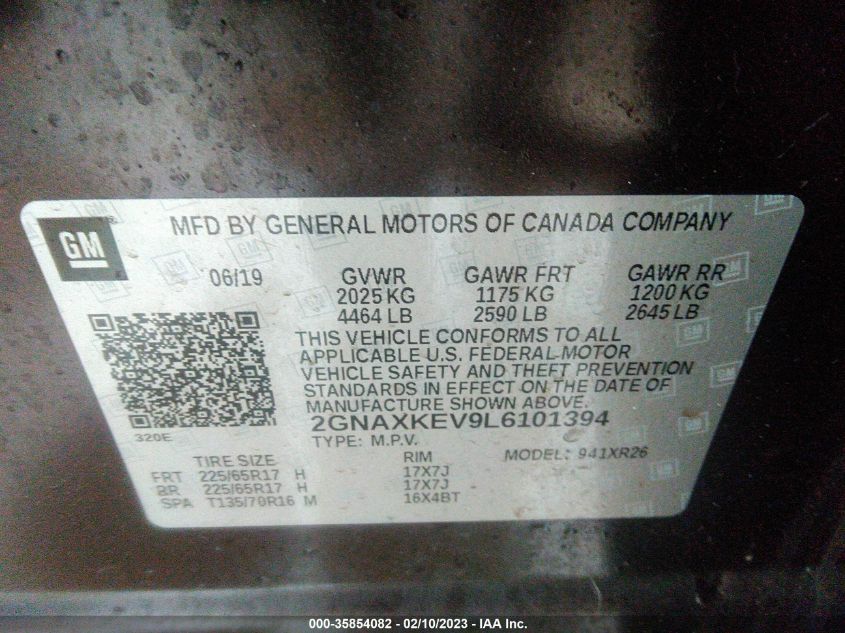 MFD BY GENERAL MOTORS OF CANADA COMPANY
GM
06/19 GVWR GAWR FRT GAWR RR
2025 KG 1175 KG 1200 KG
4464 LB 2590 LB 2645 LB
THIS VEHICLE CONFORMS TO ALL
APPLICABLE U.S. FEDERAL MOTOR
VEHICLE SAFETY AND THEFT PREVENTION
STANDARDS IN EFFECT ON THE DATE OF
MANUFACTURE SHOWN ABOVE.
2GNAXKEV9L6101394
320E
TYPE: M.P.V. MODEL: 941XR26
TIRE SIZE RIM
FRT 225/65R17 H 17X7J
RR 225/65R17 H 17X7J
SPA T135/70R16 M 16X4BT
000-35854082 — 02/10/2023 - IAA Inc.